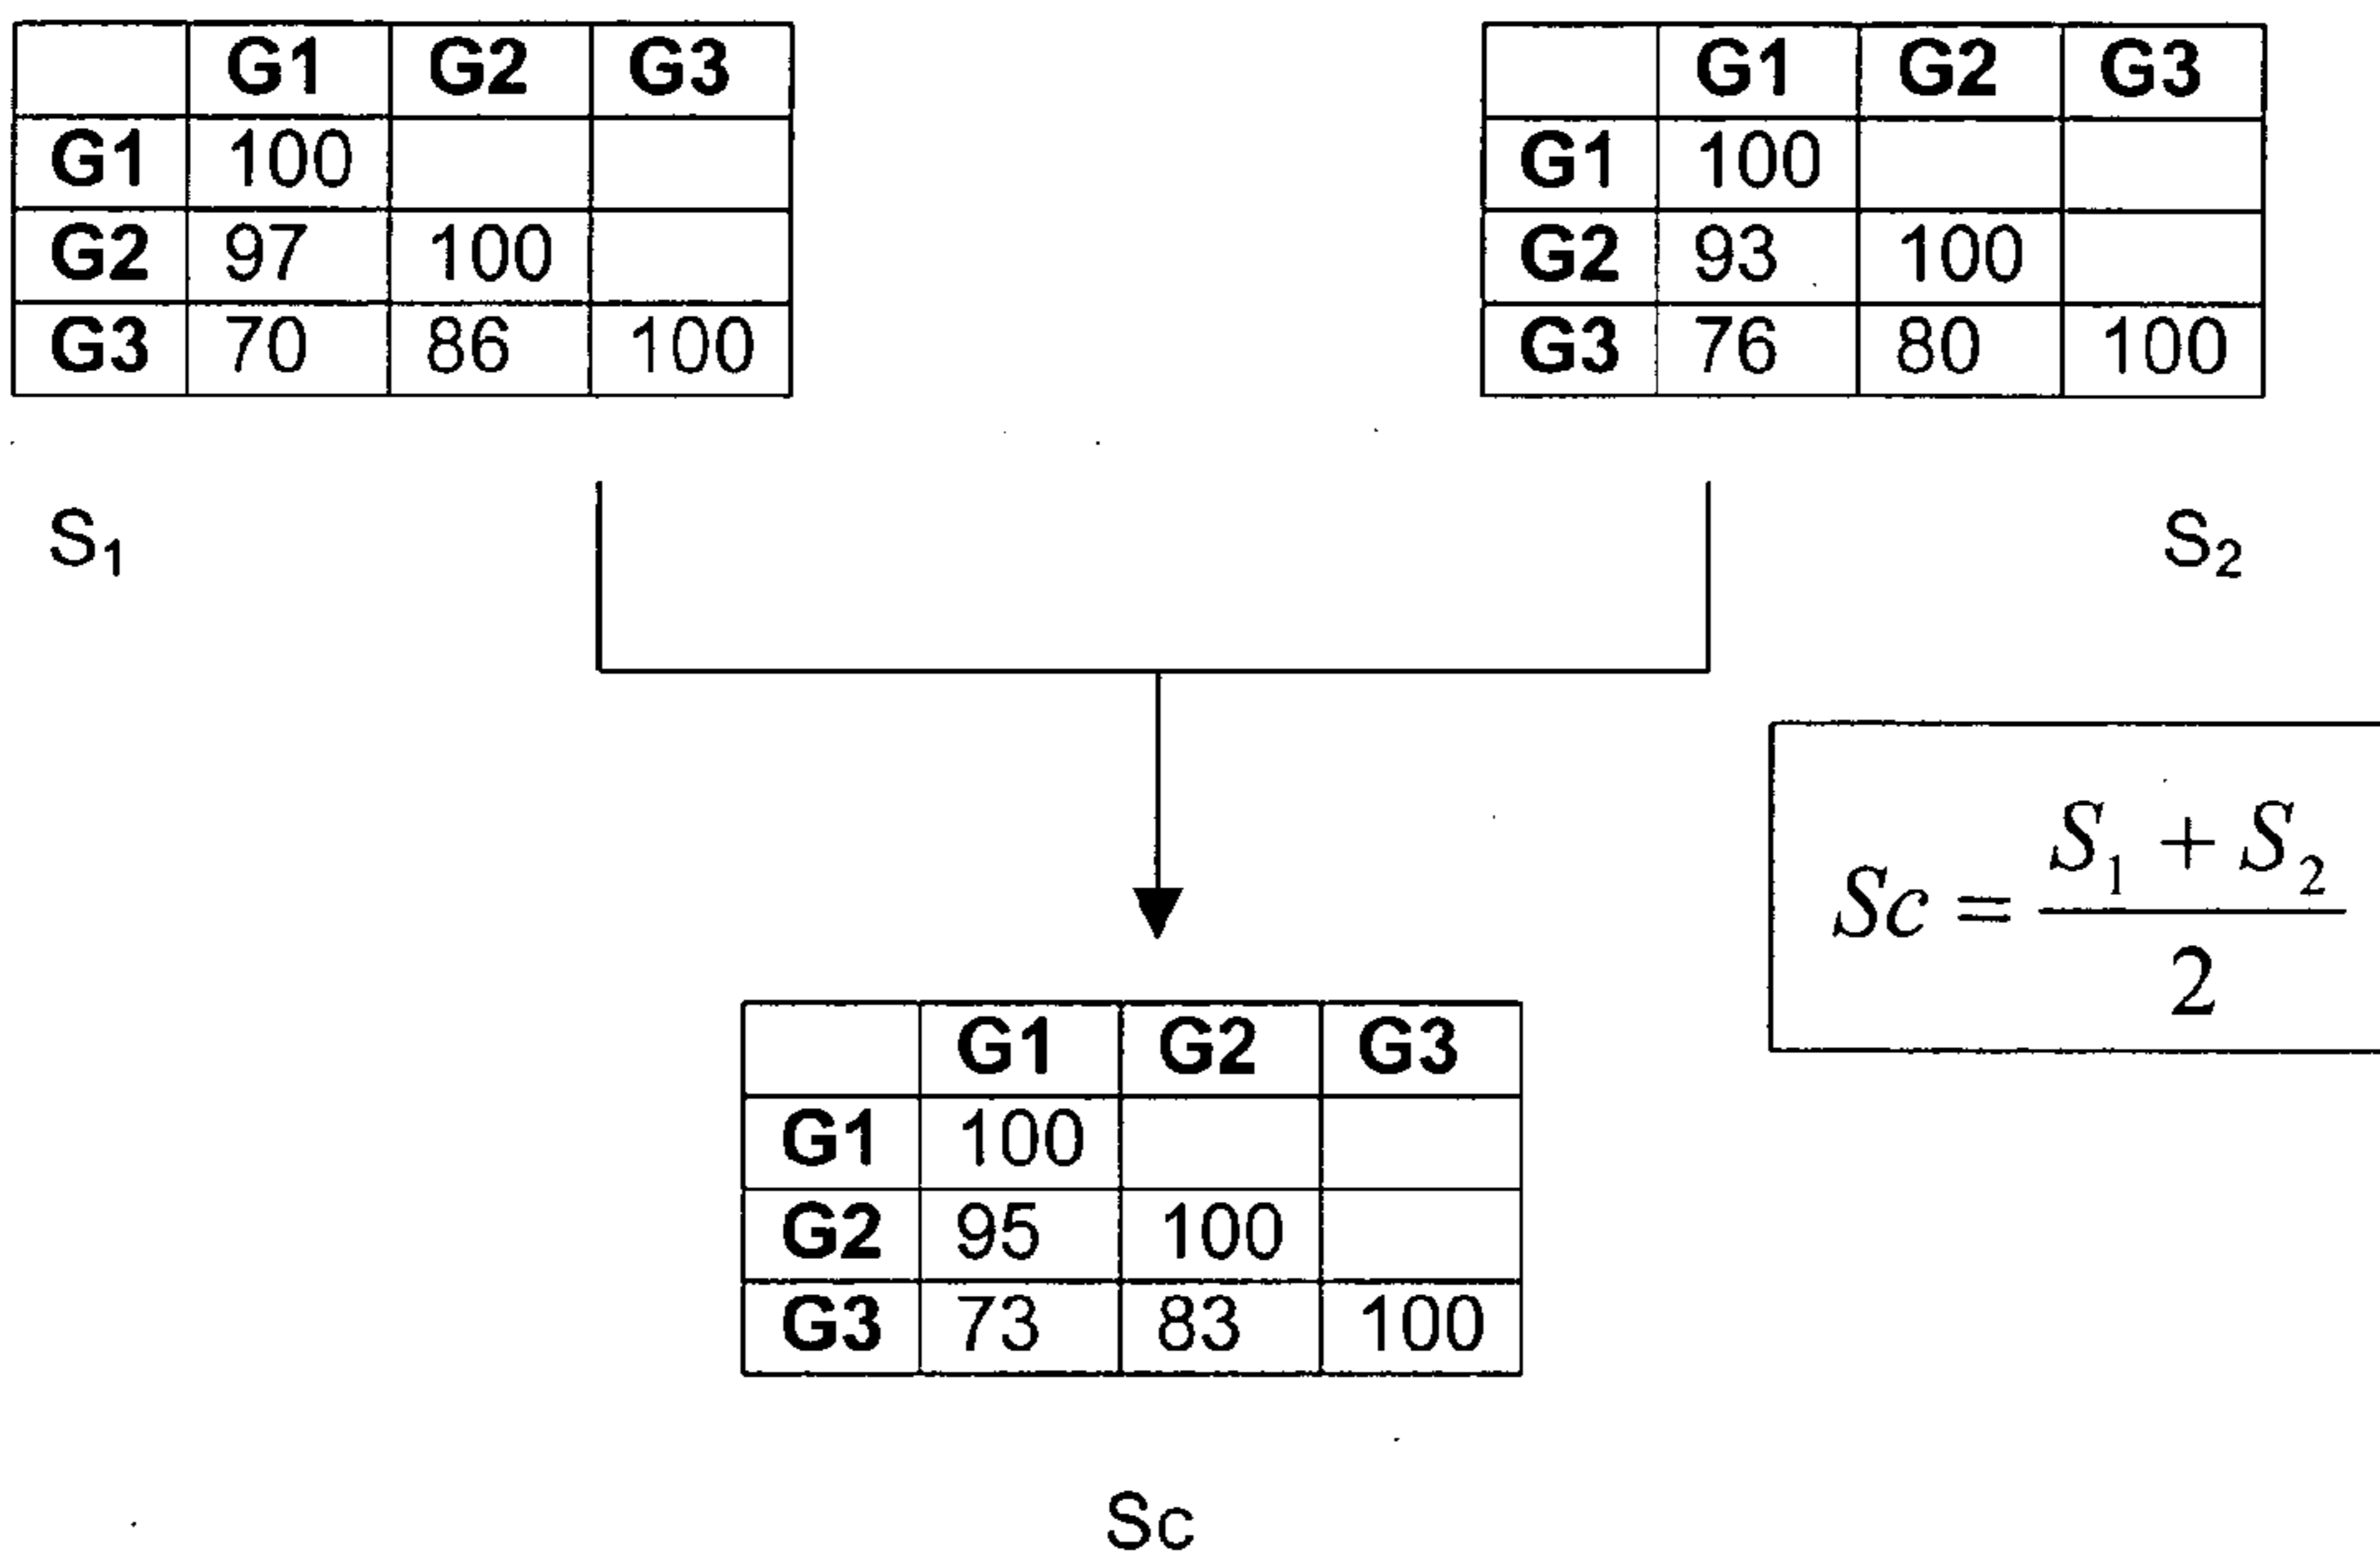 G1 G2 G3
G1 100
G2 97 100
G3 70 86 100
S₁
G1 G2 G3
G1 100
G2 93 100
G3 76 80 100
S₂
Sc = (S₁ + S₂) / 2
G1 G2 G3
G1 100
G2 95 100
G3 73 83 100
Sc